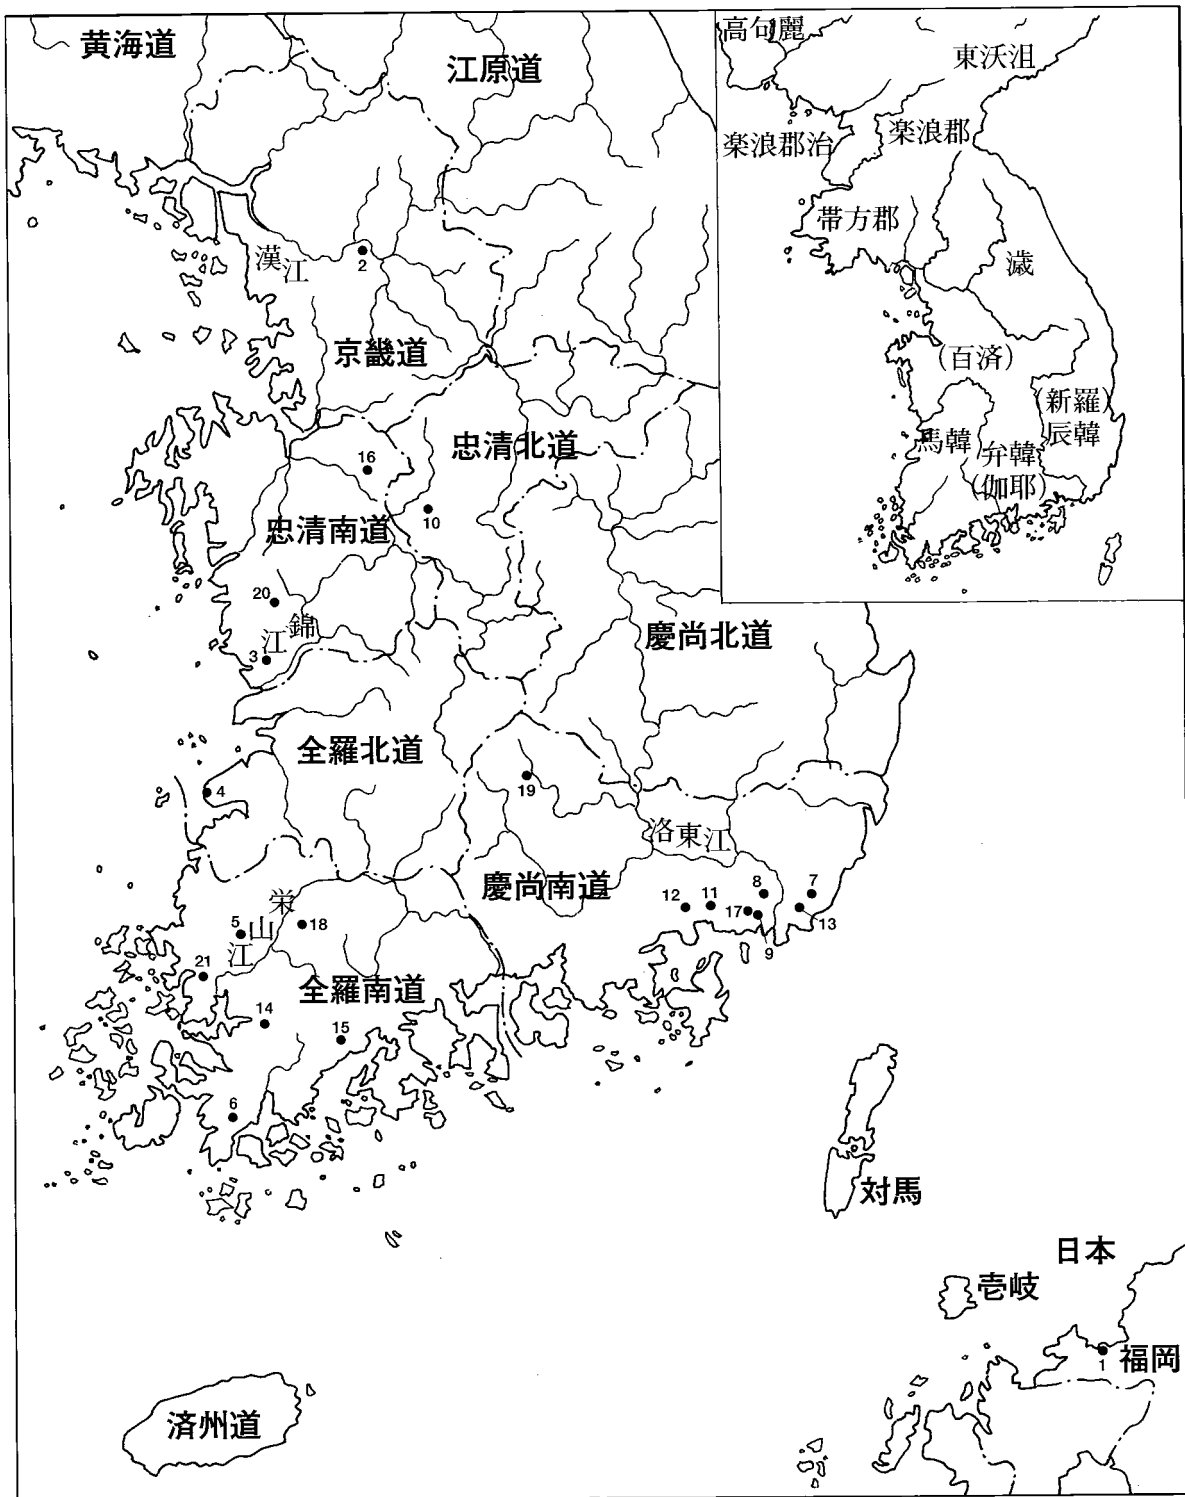 黄海道
江原道
漢江
2
京畿道
忠清北道
16
10
忠清南道
20
錦江
3
慶尚北道
全羅北道
4
19
洛東江
慶尚南道
12
11
8
7
17
9
13
栄山江
5
18
21
全羅南道
14
15
6
対馬
日本
壱岐
1
福岡
済州道
高句麗
東沃沮
楽浪郡治
楽浪郡
帯方郡
濊
(百済)
(新羅)
馬韓
辰韓
弁韓
(伽耶)